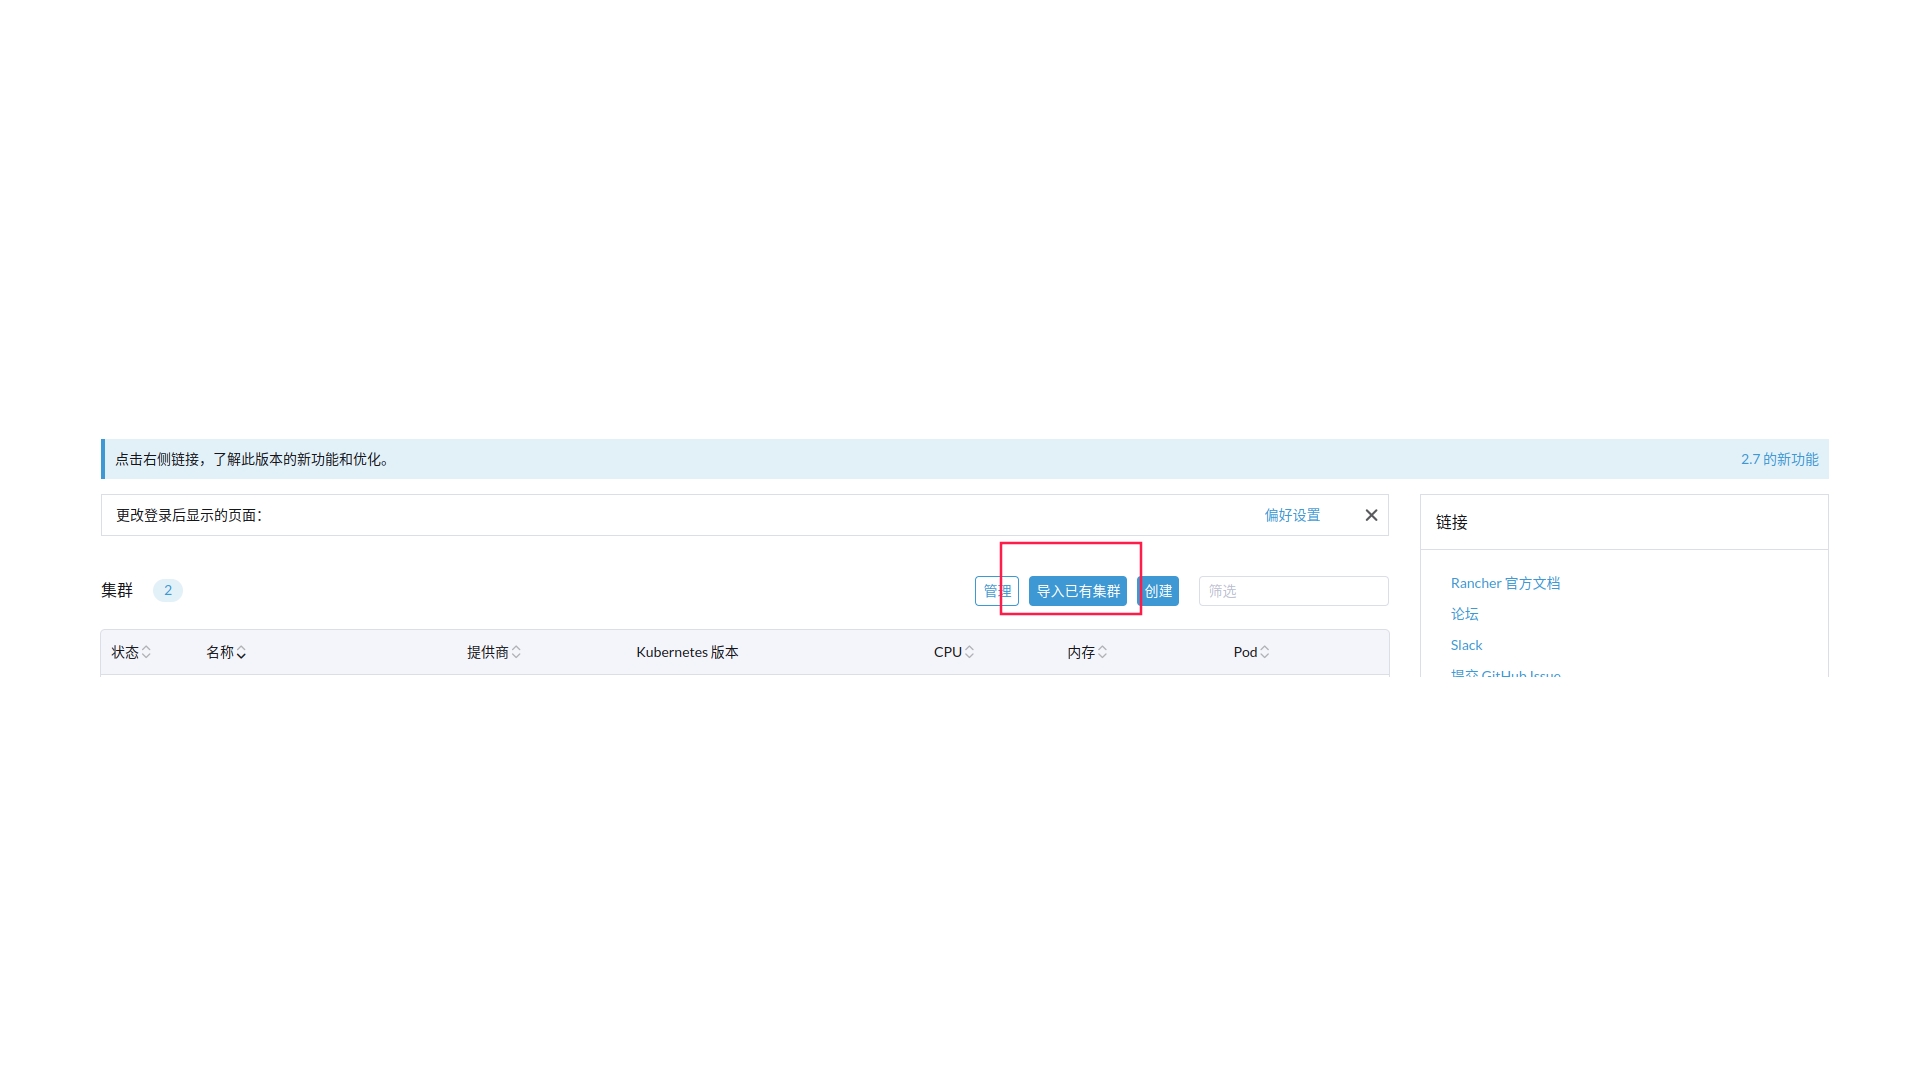 点击右侧链接，了解此版本的新功能和优化。 2.7 的新功能
更改登录后显示的页面： 偏好设置
链接
集群 2 管理 导入已有集群 创建 筛选
状态 名称 提供商 Kubernetes 版本 CPU 内存 Pod
Rancher 官方文档
论坛
Slack
提交 GitHub Issue